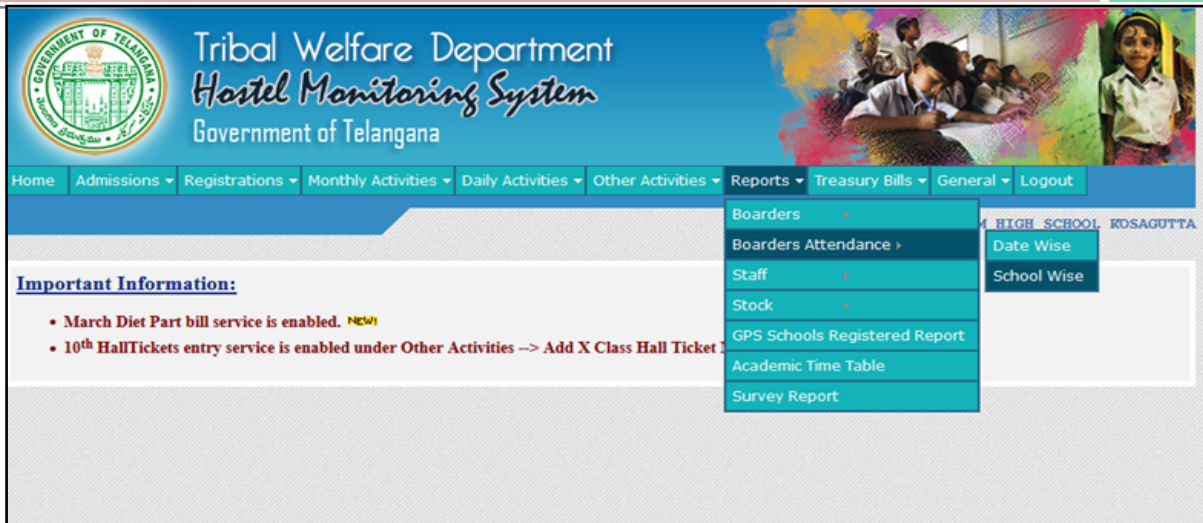 GOVERNMENT OF TELANGANA
Tribal Welfare Department
Hostel Monitoring System
Government of Telangana
Home Admissions Registrations Monthly Activities Daily Activities Other Activities Reports Treasury Bills General Logout
HIGH SCHOOL KOSAGUTTA
Boarders
Boarders Attendance
Date Wise
School Wise
Staff
Stock
GPS Schools Registered Report
Academic Time Table
Survey Report
Important Information:
March Diet Part bill service is enabled. NEW!
10th HallTickets entry service is enabled under Other Activities --> Add X Class Hall Ticket